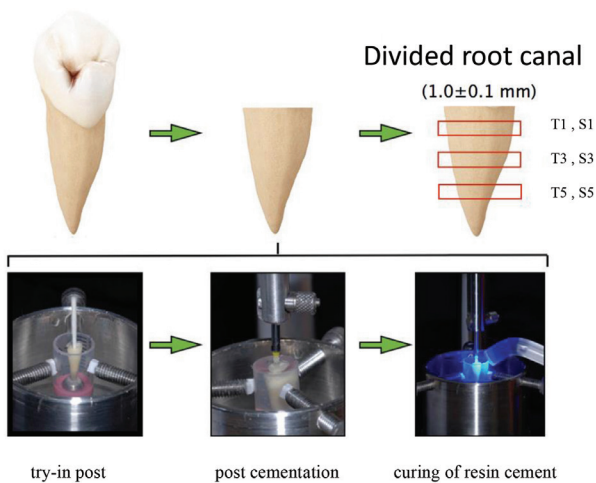 Divided root canal
(1.0±0.1 mm)
T1 , S1
T3 , S3
T5 , S5
try-in post
post cementation
curing of resin cement